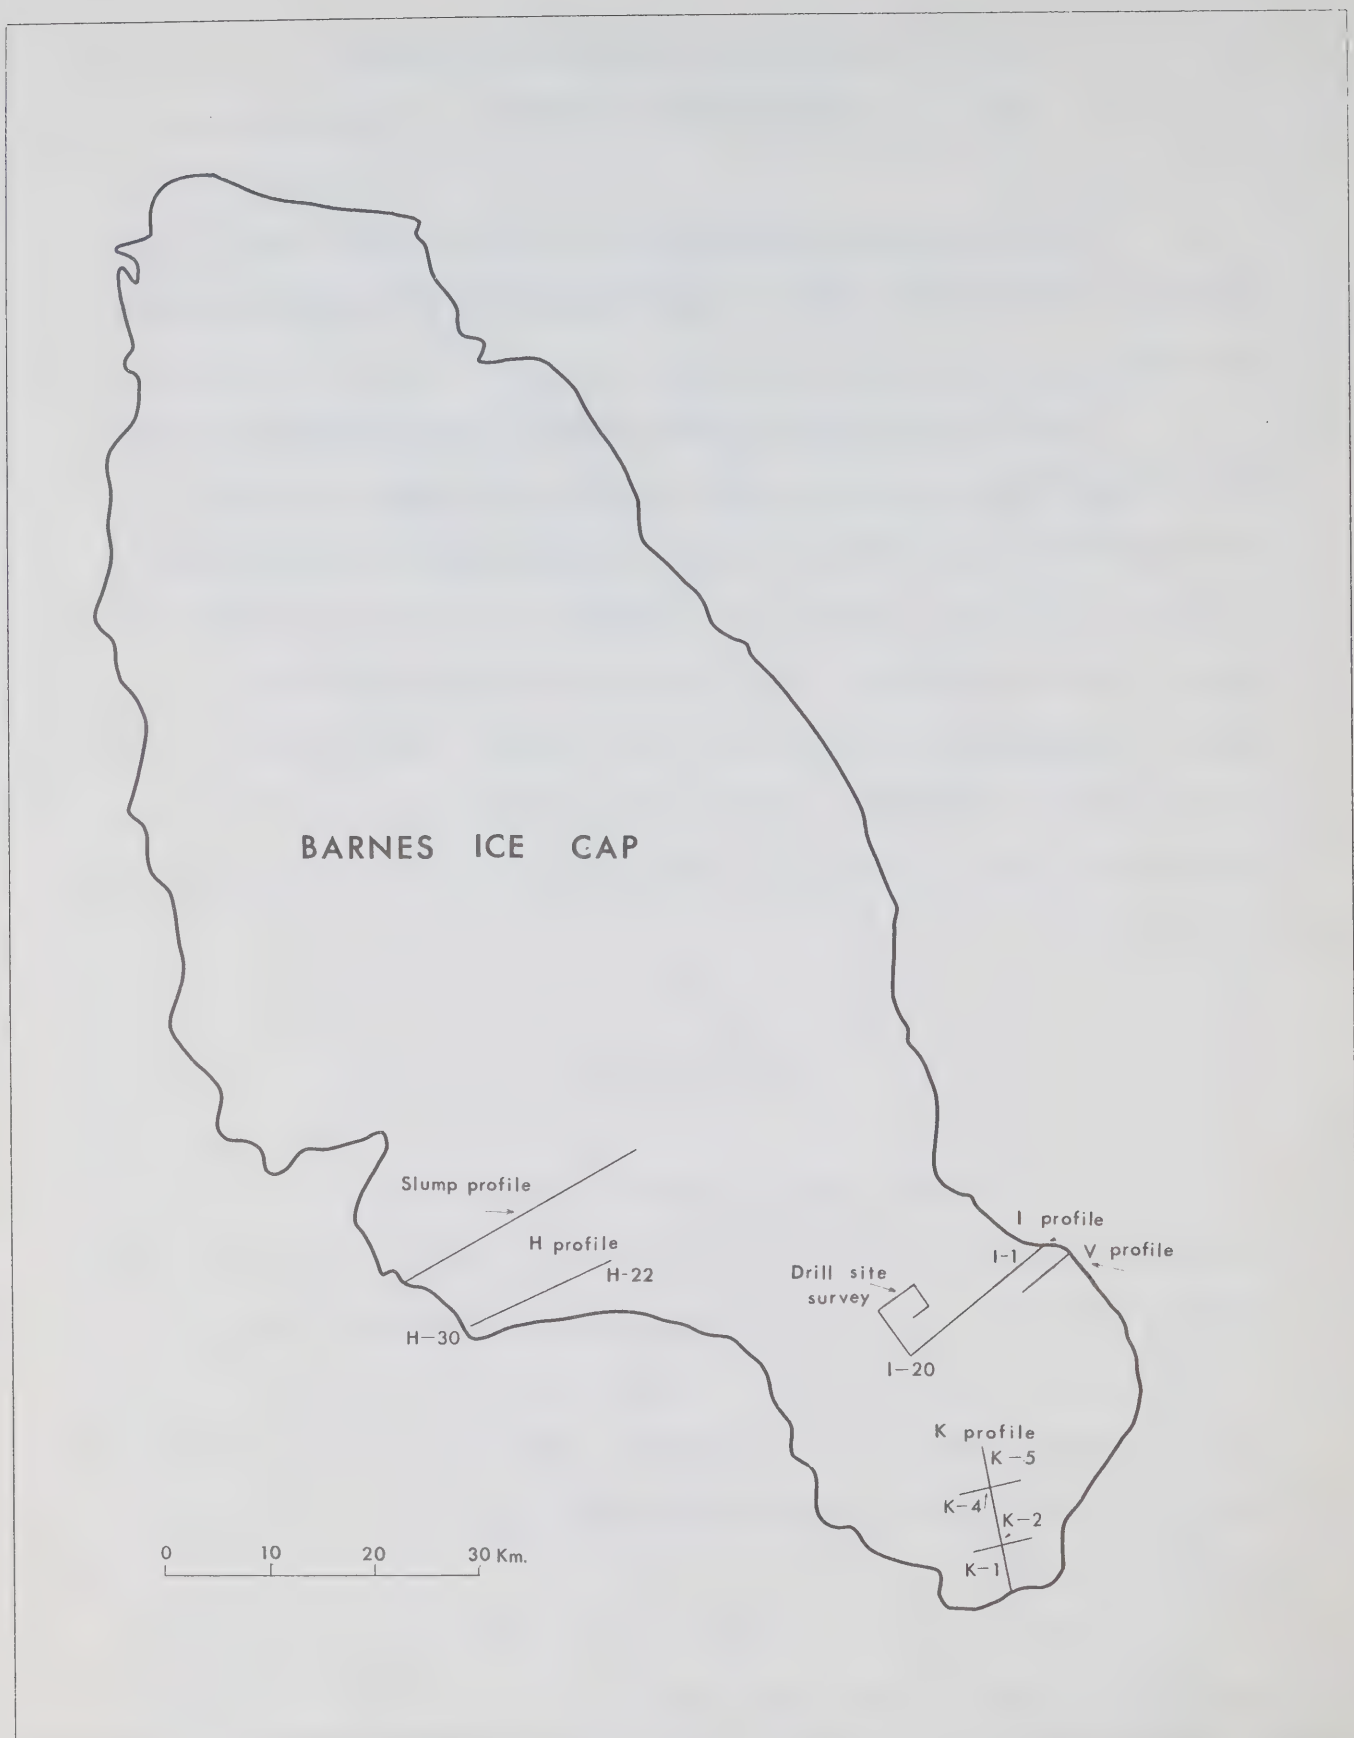 BARNES ICE CAP
Slump profile
H profile
H-22
H-30
I profile
I-1
V profile
Drill site
survey
I-20
K profile
K-5
K-4
K-2
K-1
0 10 20 30 Km.